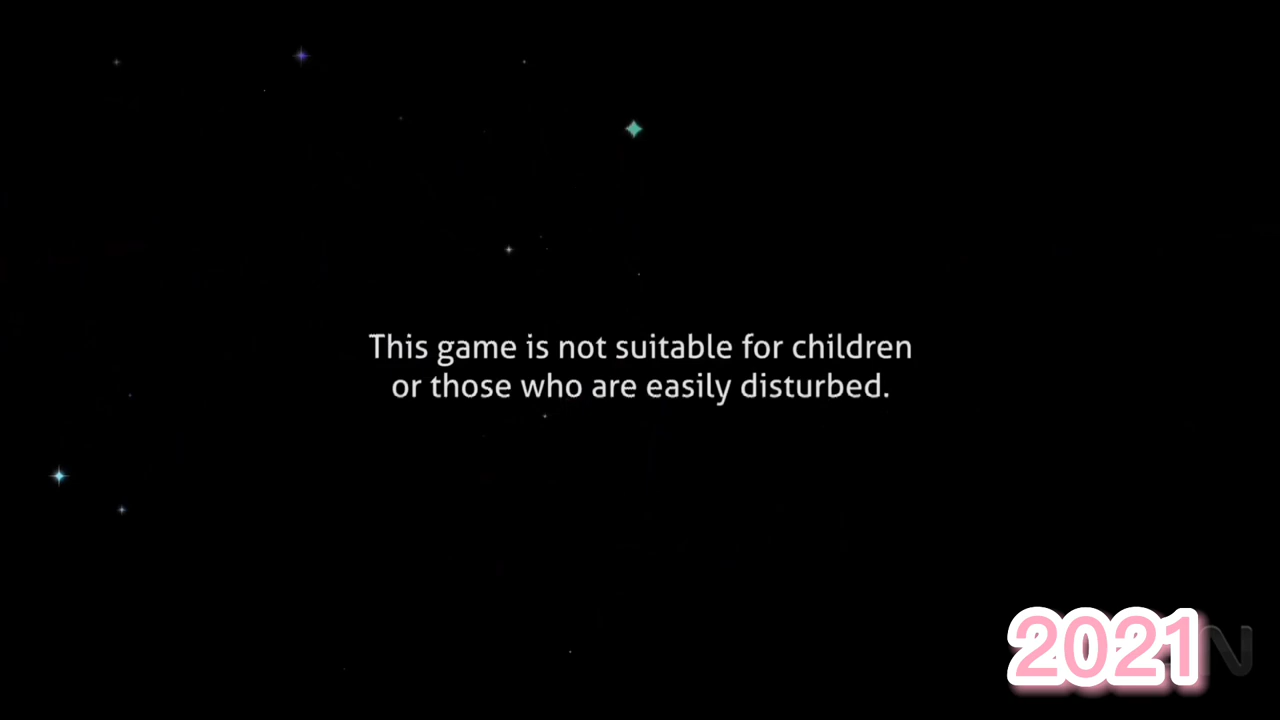 This game is not suitable for children
or those who are easily disturbed.
2021
N